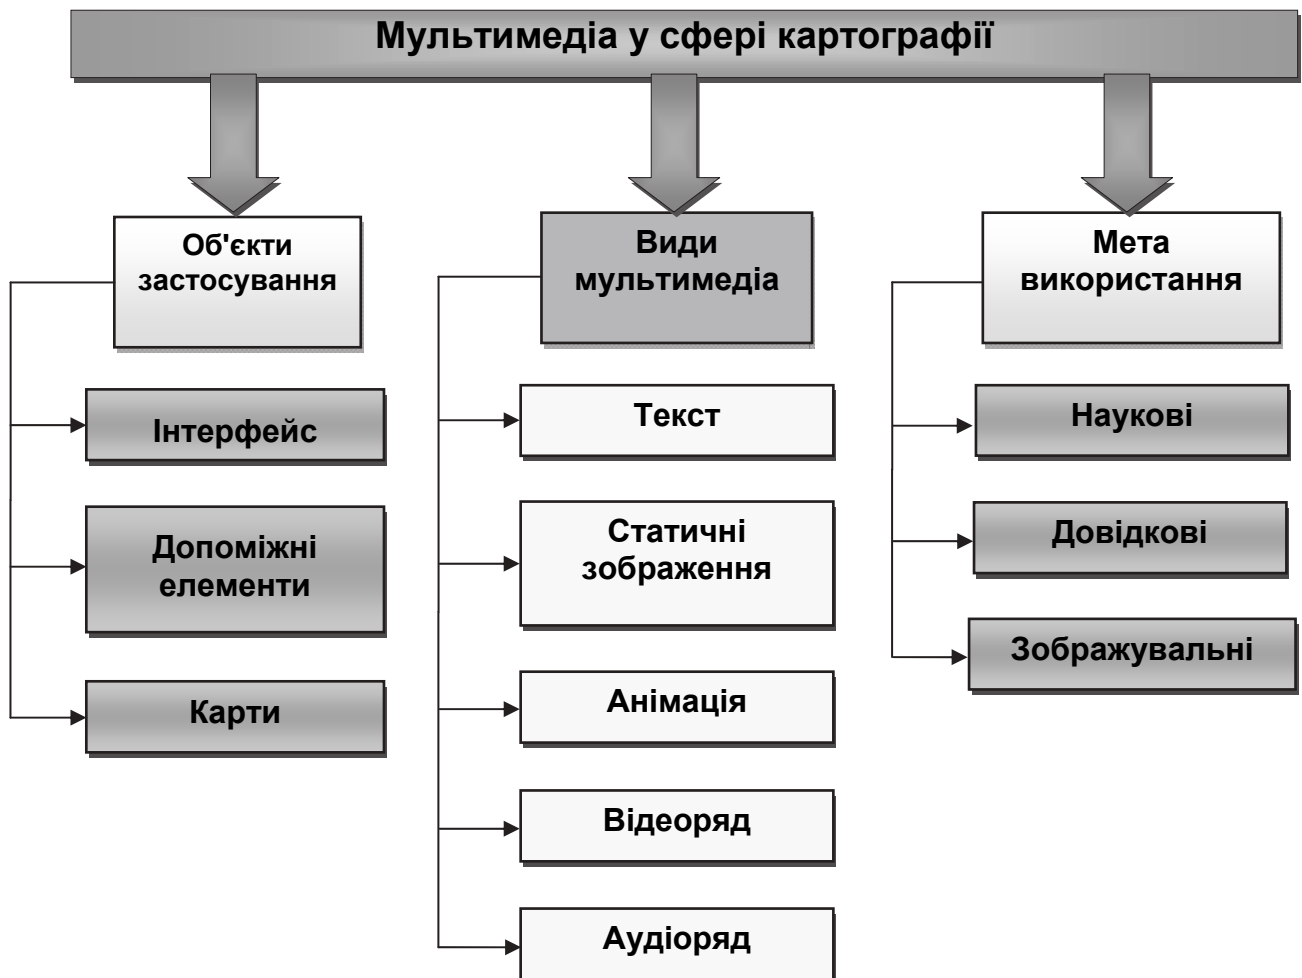 Мультимедіа у сфері картографії
Об'єкти
застосування
Інтерфейс
Допоміжні
елементи
Карти
Види
мультимедіа
Текст
Статичні
зображення
Анімація
Відеоряд
Аудіоряд
Мета
використання
Наукові
Довідкові
Зображувальні